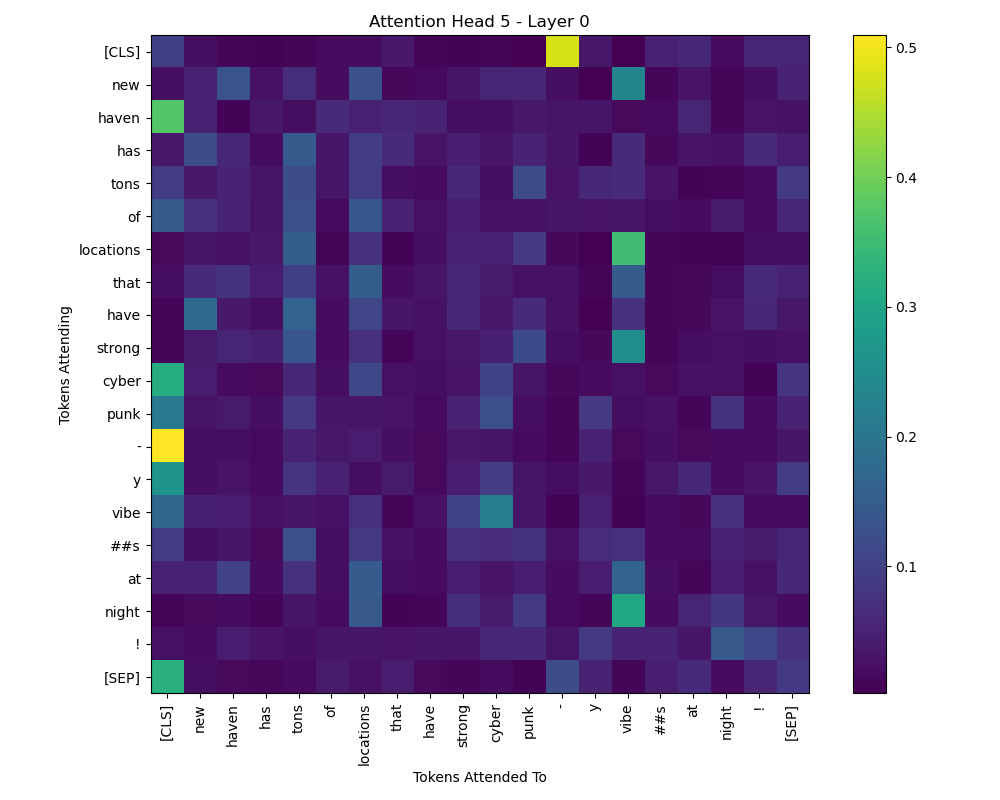 Attention Head 5 - Layer 0
Tokens Attending
[CLS]
new
haven
has
tons
of
locations
that
have
strong
cyber
punk
-
y
vibe
##s
at
night
!
[SEP]
[CLS]
new
haven
has
tons
of
locations
that
have
strong
cyber
punk
-
y
vibe
##s
at
night
!
[SEP]
Tokens Attended To
0.5
0.4
0.3
0.2
0.1